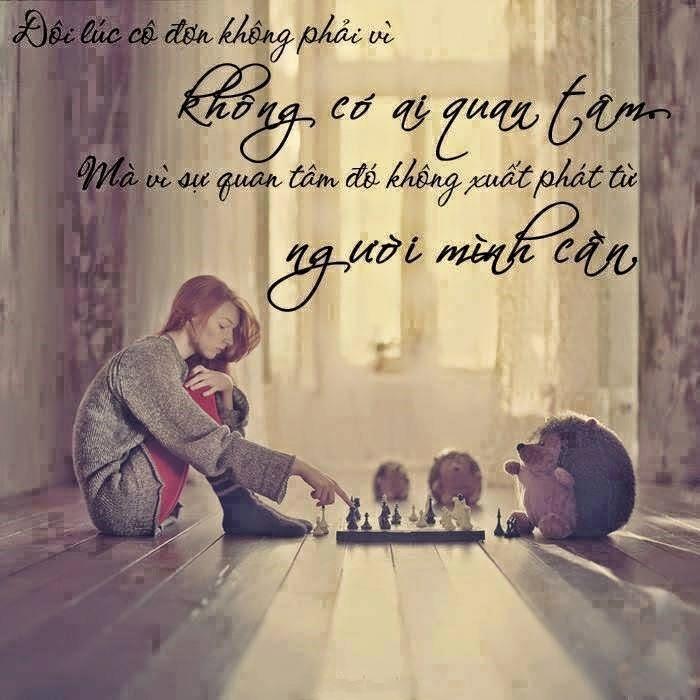 Đôi lúc cô đơn không phải vì
không có ai quan tâm
Mà vì sự quan tâm đó không xuất phát từ
người mình cần